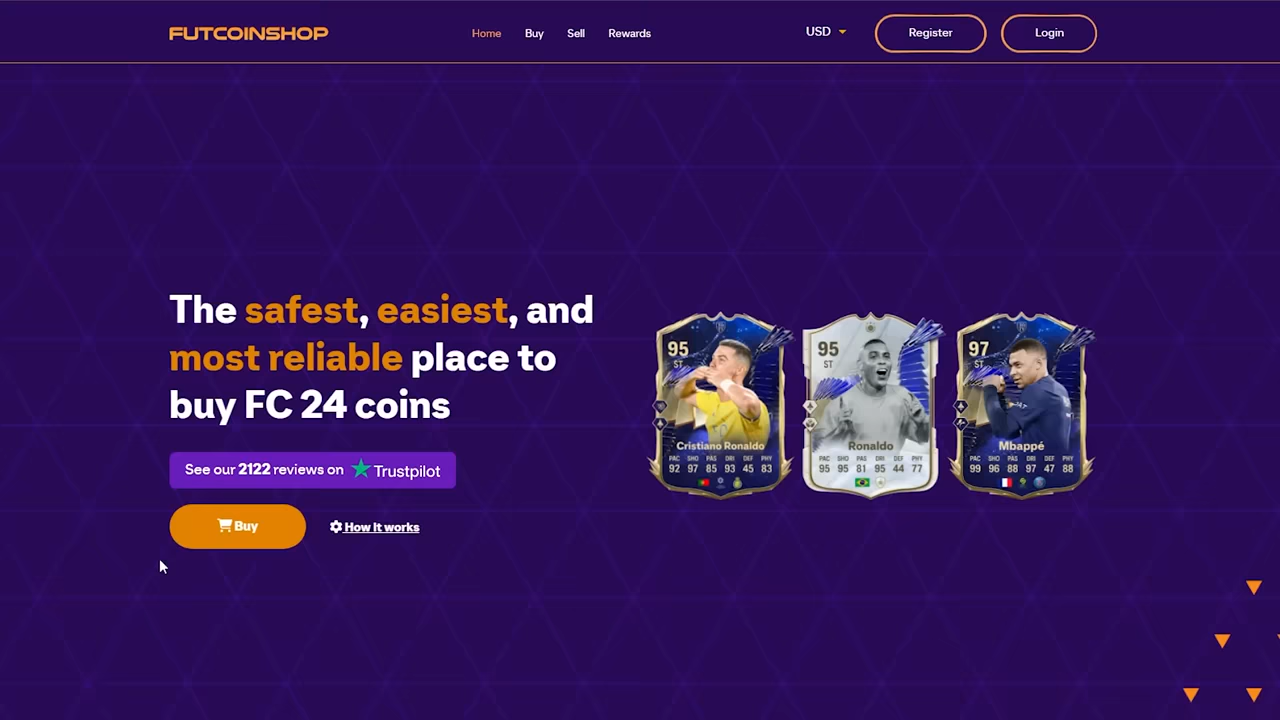 FUTCOINSHOP
Home Buy Sell Rewards
USD
Register
Login
The safest, easiest, and
most reliable place to
buy FC 24 coins
See our 2122 reviews on Trustpilot
Buy
How it works
95
ST
Cristiano Ronaldo
PAC SHO PAS DRI DEF PHY
92 97 85 93 45 83
95
ST
Ronaldo
PAC SHO PAS DRI DEF PHY
95 95 81 95 44 77
97
ST
Mbappé
PAC SHO PAS DRI DEF PHY
99 96 88 97 47 88